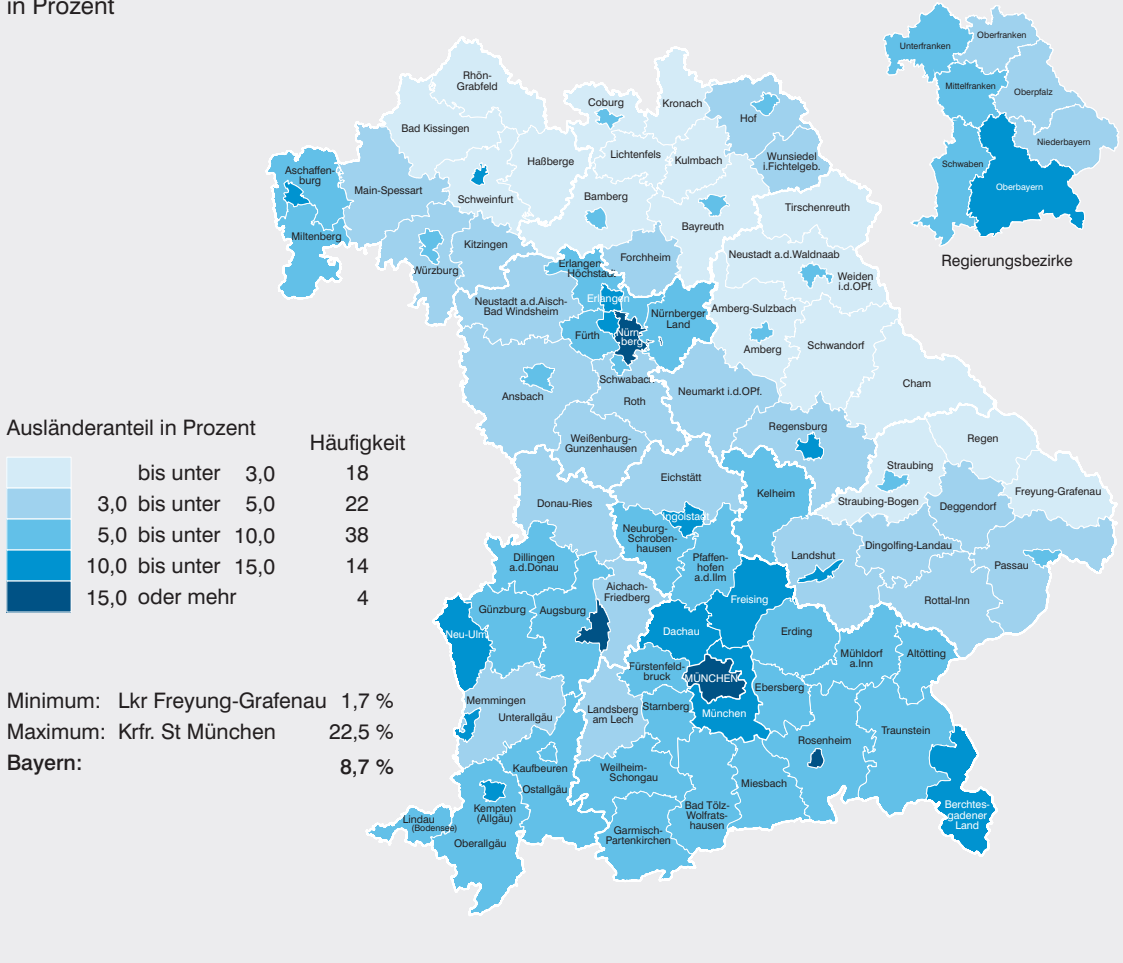 in Prozent
Unterfranken
Oberfranken
Mittelfranken
Oberpfalz
Niederbayern
Schwaben
Oberbayern
Regierungsbezirke
Rhön-
Grabfeld
Coburg
Kronach
Hof
Bad Kissingen
Lichtenfels
Kulmbach
Wunsiedel
i.Fichtelgeb.
Haßberge
Aschaffen-
burg
Main-Spessart
Schweinfurt
Bamberg
Bayreuth
Tirschenreuth
Miltenberg
Würzburg
Kitzingen
Erlangen-
Höchstadt
Forchheim
Neustadt a.d.Waldnaab
Weiden
i.d.OPf.
Neustadt a.d.Aisch-
Bad Windsheim
Erlangen
Nürnberger
Land
Amberg-Sulzbach
Fürth
Nürn-
berg
Amberg
Schwandorf
Ansbach
Schwabach
Roth
Neumarkt i.d.OPf.
Cham
Weißenburg-
Gunzenhausen
Regensburg
Regen
Straubing
Freyung-Grafenau
Eichstätt
Kelheim
Straubing-Bogen
Deggendorf
Donau-Ries
Ingolstadt
Neuburg-
Schroben-
hausen
Pfaffen-
hofen
a.d.Ilm
Landshut
Dingolfing-Landau
Passau
Dillingen
a.d.Donau
Aichach-
Friedberg
Freising
Rottal-Inn
Neu-Ulm
Günzburg
Augsburg
Dachau
Erding
Mühldorf
a.Inn
Altötting
Fürstenfeld-
bruck
MÜNCHEN
Ebersberg
Memmingen
Unterallgäu
Landsberg
am Lech
Starnberg
München
Rosenheim
Traunstein
Kaufbeuren
Ostallgäu
Weilheim-
Schongau
Miesbach
Kempten
(Allgäu)
Bad Tölz-
Wolfrats-
hausen
Berchtes-
gadener
Land
Lindau
(Bodensee)
Oberallgäu
Garmisch-
Partenkirchen
Ausländeranteil in Prozent Häufigkeit
bis unter 3,0 18
3,0 bis unter 5,0 22
5,0 bis unter 10,0 38
10,0 bis unter 15,0 14
15,0 oder mehr 4
Minimum: Lkr Freyung-Grafenau 1,7 %
Maximum: Krfr. St München 22,5 %
Bayern: 8,7 %